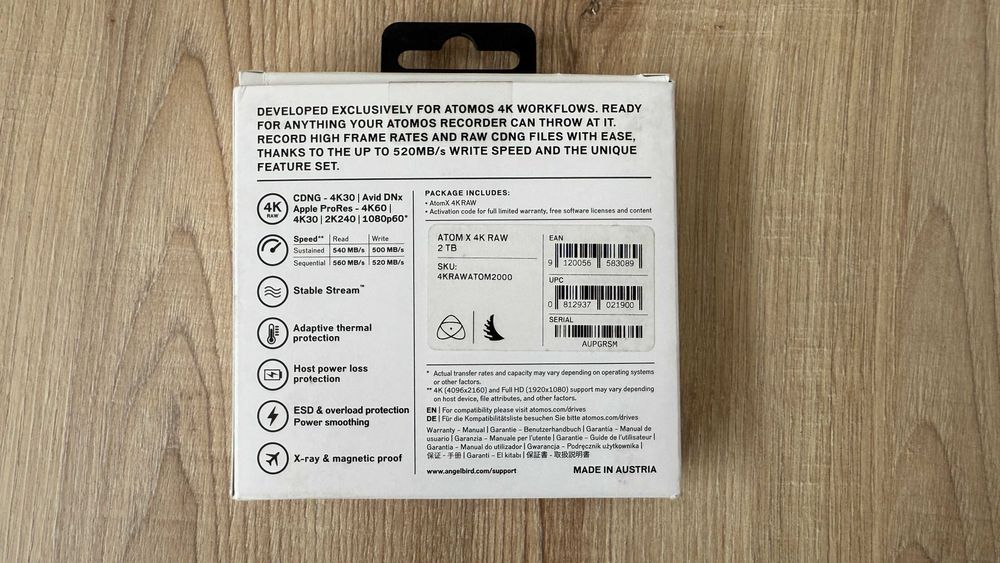 DEVELOPED EXCLUSIVELY FOR ATOMOS 4K WORKFLOWS. READY
FOR ANYTHING YOUR ATOMOS RECORDER CAN THROW AT IT.
RECORD HIGH FRAME RATES AND RAW CDNG FILES WITH EASE,
THANKS TO THE UP TO 520MB/s WRITE SPEED AND THE UNIQUE
FEATURE SET.
4K
RAW
CDNG - 4K30 | Avid DNx
Apple ProRes - 4K60 |
4K30 | 2K240 | 1080p60*
Speed** | Read | Write
Sustained | 540 MB/s | 500 MB/s
Sequential | 560 MB/s | 520 MB/s
Stable Stream™
Adaptive thermal
protection
Host power loss
protection
ESD & overload protection
Power smoothing
X-ray & magnetic proof
PACKAGE INCLUDES:
• AtomX 4KRAW
• Activation code for full limited warranty, free software licenses and content
ATOM X 4K RAW
2 TB
SKU:
4KRAWATOM2000
EAN
9 120056 583089
UPC
0 812937 021900
SERIAL
AUPGRSM
* Actual transfer rates and capacity may vary depending on operating systems
or other factors.
** 4K (4096x2160) and Full HD (1920x1080) support may vary depending
on host device, file attributes, and other factors.
EN | For compatibility please visit atomos.com/drives
DE | Für die Kompatibilitätsliste besuchen Sie bitte atomos.com/drives
Warranty - Manual | Garantie - Benutzerhandbuch | Garantía - Manual de
usuario | Garanzia - Manuale per l'utente | Garantie - Guide de l'utilisateur |
Garantia - Manual do utilizador | Gwarancja - Podręcznik użytkownika |
保证 - 手册 | Garanti - El kitabı | 保証書 - 取扱説明書
www.angelbird.com/support
MADE IN AUSTRIA